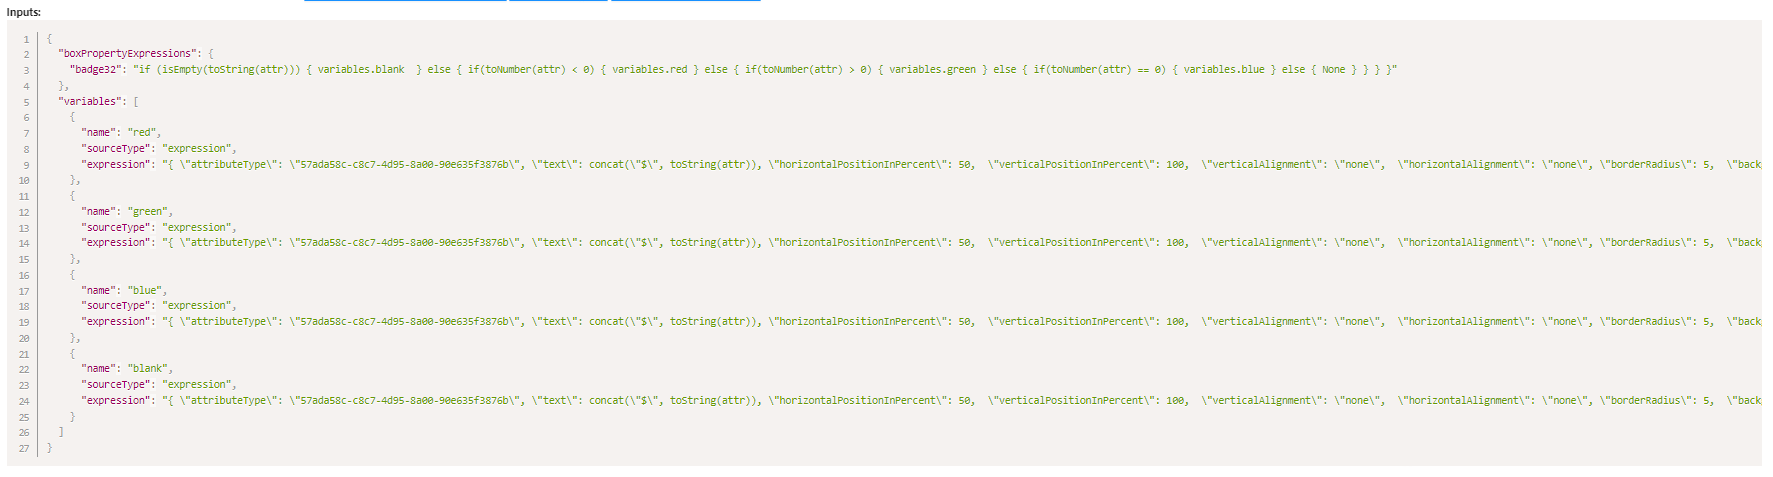 Inputs:
1 {
2 "boxPropertyExpressions": {
3 "badge32": "if (isEmpty(toString(attr))) { variables.blank  } else { if(toNumber(attr) < 0) { variables.red } else { if(toNumber(attr) > 0) { variables.green } else { if(toNumber(attr) == 0) { variables.blue } else { None } } } }"
4 },
5 "variables": [
6 {
7 "name": "red",
8 "sourceType": "expression",
9 "expression": "{ \"attributeType\": \"57ada58c-c8c7-4d95-8a00-90e635f3876b\", \"text\": concat(\"$\", toString(attr)), \"horizontalPositionInPercent\": 50,  \"verticalPositionInPercent\": 100,  \"verticalAlignment\": \"none\",  \"horizontalAlignment\": \"none\", \"borderRadius\": 5,  \"back
10 },
11 {
12 "name": "green",
13 "sourceType": "expression",
14 "expression": "{ \"attributeType\": \"57ada58c-c8c7-4d95-8a00-90e635f3876b\", \"text\": concat(\"$\", toString(attr)), \"horizontalPositionInPercent\": 50,  \"verticalPositionInPercent\": 100,  \"verticalAlignment\": \"none\",  \"horizontalAlignment\": \"none\", \"borderRadius\": 5,  \"back
15 },
16 {
17 "name": "blue",
18 "sourceType": "expression",
19 "expression": "{ \"attributeType\": \"57ada58c-c8c7-4d95-8a00-90e635f3876b\", \"text\": concat(\"$\", toString(attr)), \"horizontalPositionInPercent\": 50,  \"verticalPositionInPercent\": 100,  \"verticalAlignment\": \"none\",  \"horizontalAlignment\": \"none\", \"borderRadius\": 5,  \"back
20 },
21 {
22 "name": "blank",
23 "sourceType": "expression",
24 "expression": "{ \"attributeType\": \"57ada58c-c8c7-4d95-8a00-90e635f3876b\", \"text\": concat(\"$\", toString(attr)), \"horizontalPositionInPercent\": 50,  \"verticalPositionInPercent\": 100,  \"verticalAlignment\": \"none\",  \"horizontalAlignment\": \"none\", \"borderRadius\": 5,  \"back
25 }
26 ]
27 }